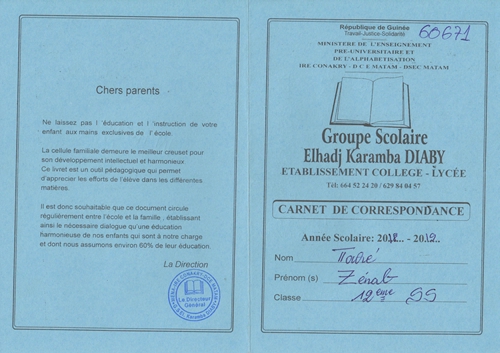 Chers parents
Ne laissez pas l 'éducation et l 'instruction de votre
enfant aux mains exclusives de l' école.
La cellule familiale demeure le meilleur creuset pour
son développement intellectuel et harmonieux.
Ce livret est un outil pédagogique qui permet
d'apprécier les efforts de l'élève dans les différentes
matières.
Il est donc souhaitable que ce document circule
régulièrement entre l'école et la famille , établissant
ainsi le nécessaire dialogue qu'une éducation
harmonieuse de nos enfants qui sont à notre charge
et dont nous assumons environ 60% de leur éducation.
La Direction
Le Directeur
Général
République de Guinée
Travail-Justice-Solidarité
60671
MINISTERE DE L'ENSEIGNEMENT
PRE-UNIVERSITAIRE ET
DE L'ALPHABETISATION
IRE CONAKRY - D C E MATAM - DSEC MATAM
Groupe Scolaire
Elhadj Karamba DIABY
ETABLISSEMENT COLLEGE - LYCÉE
Tél: 664 52 24 20 / 629 84 04 57
CARNET DE CORRESPONDANCE
Année Scolaire: 2018.. - 2019..
Nom
Prénom (s) Zénab
Classe 12ème SS